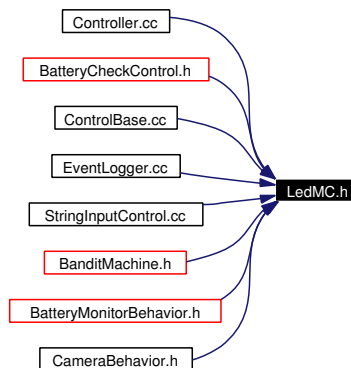 Controller.cc
BatteryCheckControl.h
ControlBase.cc
EventLogger.cc
LedMC.h
StringInputControl.cc
BanditMachine.h
BatteryMonitorBehavior.h
CameraBehavior.h